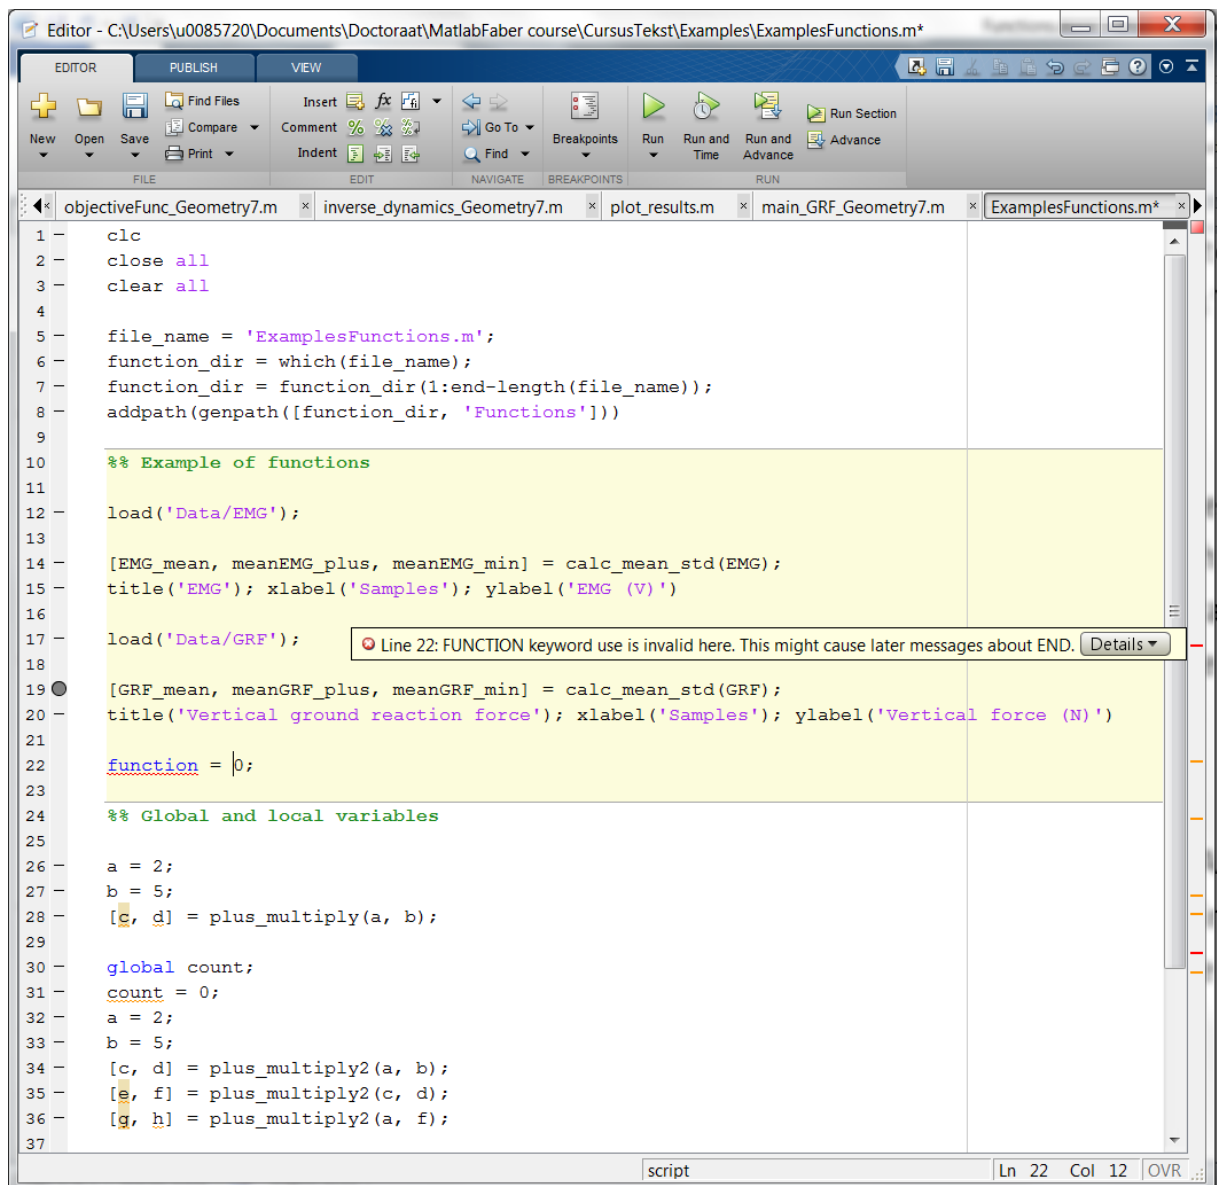 Editor - C:\Users\u0085720\Documents\Doctoraat\MatlabFaber course\CursusTekst\Examples\ExamplesFunctions.m*
EDITOR PUBLISH VIEW
New Open Save Find Files Compare Print
Insert fx
Comment
Indent
Go To Find
Breakpoints Run Run and Time Run and Advance Run Section Advance
FILE EDIT NAVIGATE BREAKPOINTS RUN
objectiveFunc_Geometry7.m × inverse_dynamics_Geometry7.m × plot_results.m × main_GRF_Geometry7.m × ExamplesFunctions.m* ×
1 – clc
2 – close all
3 – clear all
4
5 – file_name = 'ExamplesFunctions.m';
6 – function_dir = which(file_name);
7 – function_dir = function_dir(1:end-length(file_name));
8 – addpath(genpath([function_dir, 'Functions']))
9
10 %% Example of functions
11
12 – load('Data/EMG');
13
14 – [EMG_mean, meanEMG_plus, meanEMG_min] = calc_mean_std(EMG);
15 – title('EMG'); xlabel('Samples'); ylabel('EMG (V)')
16
17 – load('Data/GRF');
Line 22: FUNCTION keyword use is invalid here. This might cause later messages about END. Details
18
19 [GRF_mean, meanGRF_plus, meanGRF_min] = calc_mean_std(GRF);
20 – title('Vertical ground reaction force'); xlabel('Samples'); ylabel('Vertical force (N)')
21
22 function = 0;
23
24 %% Global and local variables
25
26 – a = 2;
27 – b = 5;
28 – [c, d] = plus_multiply(a, b);
29
30 – global count;
31 – count = 0;
32 – a = 2;
33 – b = 5;
34 – [c, d] = plus_multiply2(a, b);
35 – [e, f] = plus_multiply2(c, d);
36 – [g, h] = plus_multiply2(a, f);
37
script Ln 22 Col 12 OVR